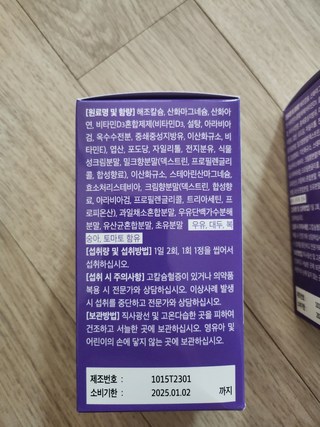 [원료명 및 함량] 해조칼슘, 산화마그네슘, 산화아
연, 비타민D3혼합제제(비타민D3, 설탕, 아라비아
검, 옥수수전분, 중쇄중성지방유, 이산화규소, 비
타민E), 엽산, 포도당, 자일리톨, 전지분유, 식물
성크림분말, 밀크향분말(덱스트린, 프로필렌글리
콜, 합성향료), 이산화규소, 스테아린산마그네슘,
효소처리스테비아, 크림향분말(덱스트린, 합성향
료, 아라비아검, 프로필렌글리콜, 트리아세틴, 프
로피온산), 과일채소혼합분말, 우유단백가수분해
분말, 유산균혼합분말, 초유분말 우유, 대두, 복
숭아, 토마토 함유
[섭취량 및 섭취방법] 1일 2회, 1회 1정을 씹어서
섭취하십시오.
[섭취 시 주의사항] 고칼슘혈증이 있거나 의약품
복용 시 전문가와 상담하십시오. 이상사례 발생
시 섭취를 중단하고 전문가와 상담하십시오.
[보관방법] 직사광선 및 고온다습한 곳을 피하여
건조하고 서늘한 곳에 보관하십시오. 영유아 및
어린이의 손에 닿지 않는 곳에 보관하십시오.
제조번호 : 1015T2301
소비기한 : 2025.01.02 까지